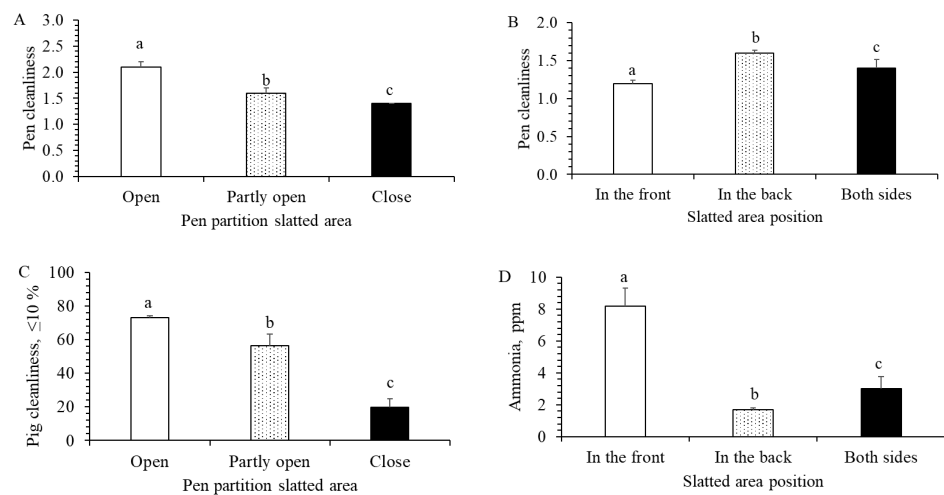 A
Pen cleanliness
3.0
2.5
2.0
1.5
1.0
0.5
0.0
a
b
c
Open Partly open Close
Pen partition slatted area
B
Pen cleanliness
2.0
1.5
1.0
0.5
0.0
a
b
c
In the front In the back Both sides
Slatted area position
C
Pig cleanliness, ≤10 %
100
80
60
40
20
0
a
b
c
Open Partly open Close
Pen partition slatted area
D
Ammonia, ppm
10
8
6
4
2
0
a
b
c
In the front In the back Both sides
Slatted area position